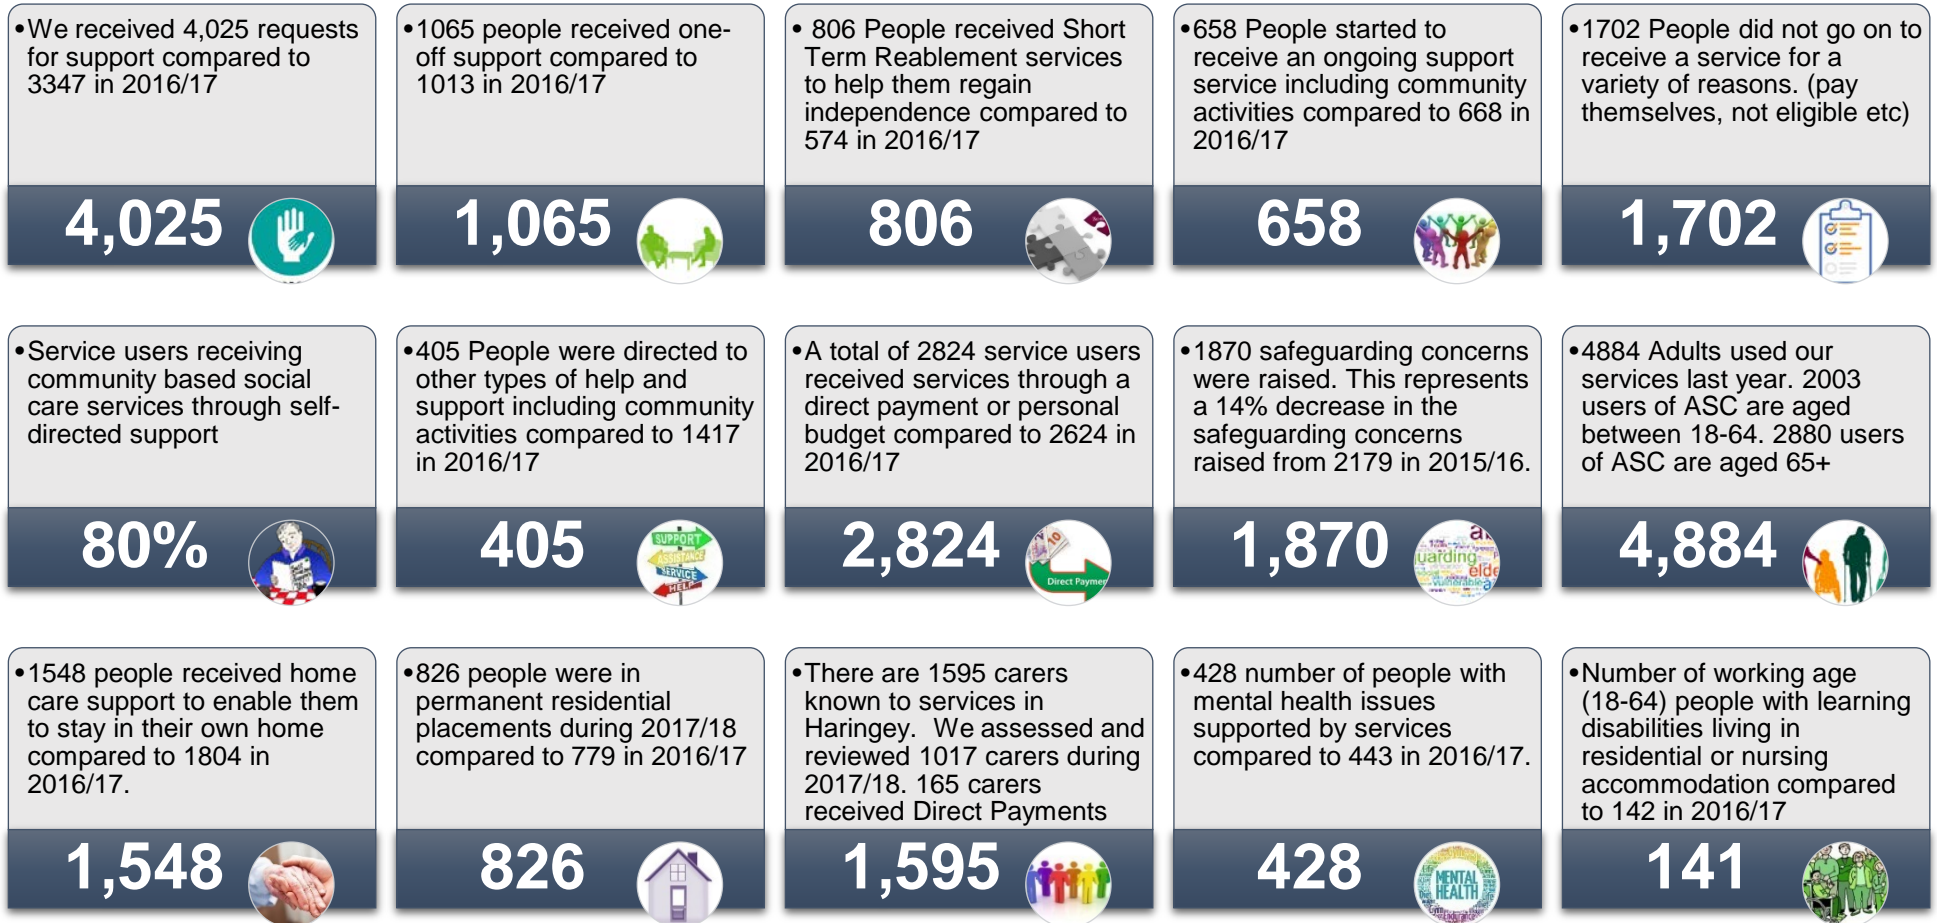 •We received 4,025 requests
for support compared to
3347 in 2016/17
4,025
•1065 people received one-
off support compared to
1013 in 2016/17
1,065
• 806 People received Short
Term Reablement services
to help them regain
independence compared to
574 in 2016/17
806
•658 People started to
receive an ongoing support
service including community
activities compared to 668 in
2016/17
658
•1702 People did not go on to
receive a service for a
variety of reasons. (pay
themselves, not eligible etc)
1,702
•Service users receiving
community based social
care services through self-
directed support
80%
•405 People were directed to
other types of help and
support including community
activities compared to 1417
in 2016/17
405
SUPPORT
ASSISTANCE
SERVICE
HELP
•A total of 2824 service users
received services through a
direct payment or personal
budget compared to 2624 in
2016/17
2,824
10
Direct Paymen
•1870 safeguarding concerns
were raised. This represents
a 14% decrease in the
safeguarding concerns
raised from 2179 in 2015/16.
1,870
uarding
elde
vulnerable
•4884 Adults used our
services last year. 2003
users of ASC are aged
between 18-64. 2880 users
of ASC are aged 65+
4,884
•1548 people received home
care support to enable them
to stay in their own home
compared to 1804 in
2016/17.
1,548
•826 people were in
permanent residential
placements during 2017/18
compared to 779 in 2016/17
826
•There are 1595 carers
known to services in
Haringey.  We assessed and
reviewed 1017 carers during
2017/18. 165 carers
received Direct Payments
1,595
•428 number of people with
mental health issues
supported by services
compared to 443 in 2016/17.
428
MENTAL
HEALTH
•Number of working age
(18-64) people with learning
disabilities living in
residential or nursing
accommodation compared
to 142 in 2016/17
141